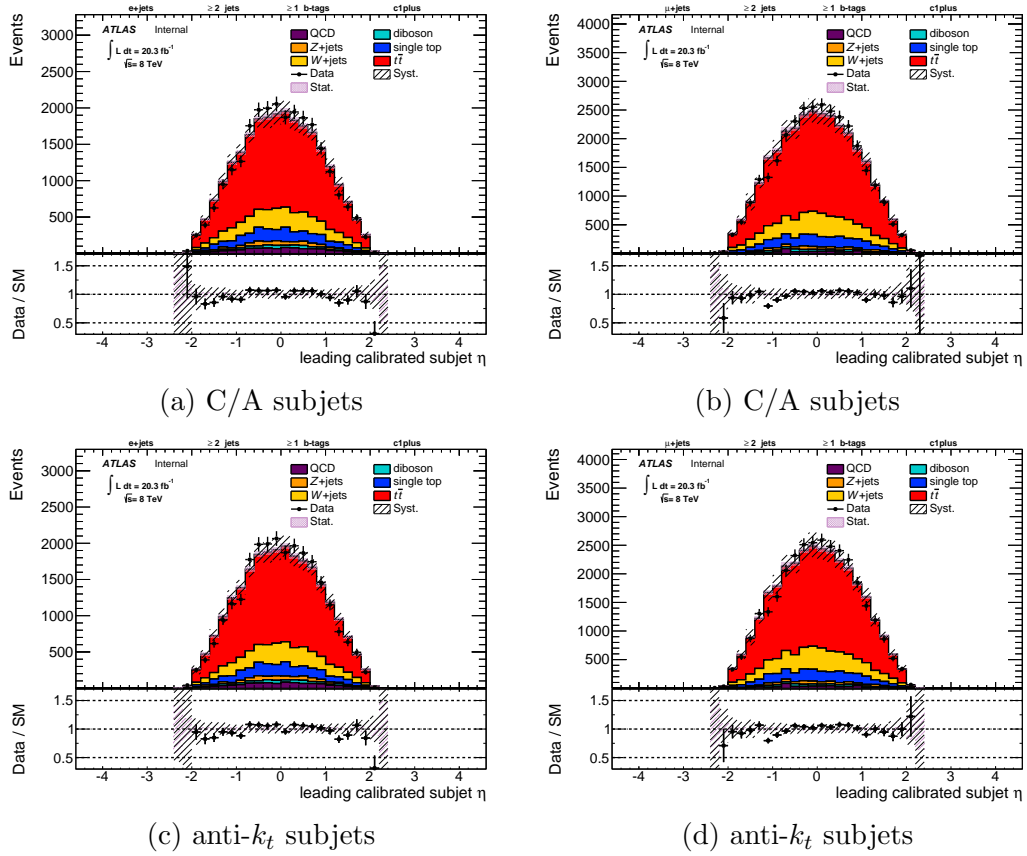 e+jets ≥ 2 jets ≥ 1 b-tags c1plus
ATLAS Internal
∫ L dt = 20.3 fb⁻¹
√s= 8 TeV
QCD diboson
Z+jets single top
W+jets tt̄
Data Syst.
Stat.
Events
3000
2500
2000
1500
1000
500
Data / SM
1.5
1
0.5
-4 -3 -2 -1 0 1 2 3 4
leading calibrated subjet η
(a) C/A subjets
μ+jets ≥ 2 jets ≥ 1 b-tags c1plus
ATLAS Internal
∫ L dt = 20.3 fb⁻¹
√s= 8 TeV
QCD diboson
Z+jets single top
W+jets tt̄
Data Syst.
Stat.
Events
4000
3500
3000
2500
2000
1500
1000
500
Data / SM
1.5
1
0.5
-4 -3 -2 -1 0 1 2 3 4
leading calibrated subjet η
(b) C/A subjets
e+jets ≥ 2 jets ≥ 1 b-tags c1plus
ATLAS Internal
∫ L dt = 20.3 fb⁻¹
√s= 8 TeV
QCD diboson
Z+jets single top
W+jets tt̄
Data Syst.
Stat.
Events
3000
2500
2000
1500
1000
500
Data / SM
1.5
1
0.5
-4 -3 -2 -1 0 1 2 3 4
leading calibrated subjet η
(c) anti-kₜ subjets
μ+jets ≥ 2 jets ≥ 1 b-tags c1plus
ATLAS Internal
∫ L dt = 20.3 fb⁻¹
√s= 8 TeV
QCD diboson
Z+jets single top
W+jets tt̄
Data Syst.
Stat.
Events
4000
3500
3000
2500
2000
1500
1000
500
Data / SM
1.5
1
0.5
-4 -3 -2 -1 0 1 2 3 4
leading calibrated subjet η
(d) anti-kₜ subjets